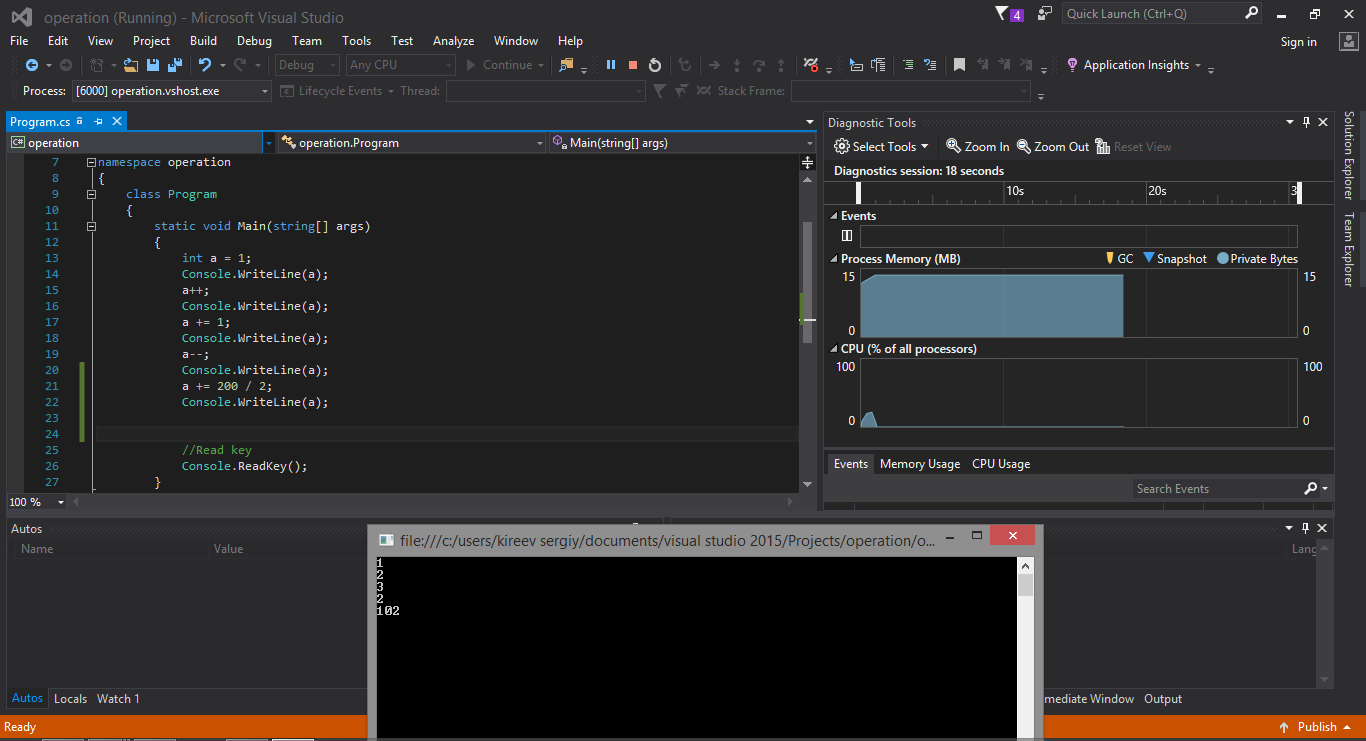 operation (Running) - Microsoft Visual Studio
4
Quick Launch (Ctrl+Q)
File Edit View Project Build Debug Team Tools Test Analyze Window Help
Sign in
Debug Any CPU Continue Application Insights
Process: [6000] operation.vshost.exe Lifecycle Events Thread: Stack Frame:
Program.cs
C# operation operation.Program Main(string[] args)
7 namespace operation
8 {
9 class Program
10 {
11 static void Main(string[] args)
12 {
13 int a = 1;
14 Console.WriteLine(a);
15 a++;
16 Console.WriteLine(a);
17 a += 1;
18 Console.WriteLine(a);
19 a--;
20 Console.WriteLine(a);
21 a += 200 / 2;
22 Console.WriteLine(a);
23
24
25 //Read key
26 Console.ReadKey();
27 }
100 %
Diagnostic Tools
Select Tools Zoom In Zoom Out Reset View
Diagnostics session: 18 seconds
10s 20s 3
Events
Process Memory (MB) GC Snapshot Private Bytes
15 15
0 0
CPU (% of all processors)
100 100
0 0
Events Memory Usage CPU Usage
Search Events
Solution Explorer
Team Explorer
Autos
Name Value
Lang
file:///c:/users/kireev sergiy/documents/visual studio 2015/Projects/operation/o...
1
2
3
2
102
Autos Locals Watch 1
mediate Window Output
Ready
Publish